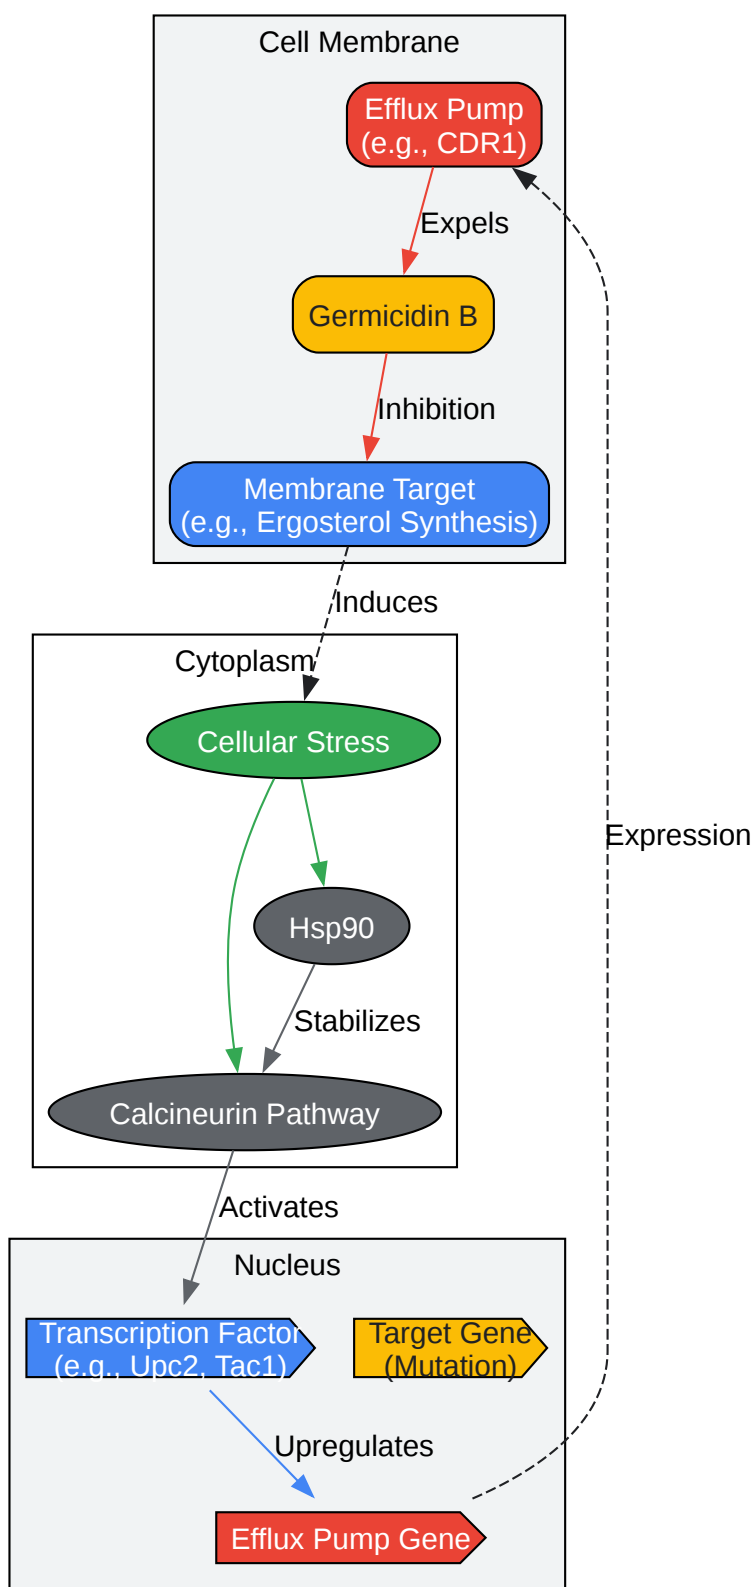 Cell Membrane
Efflux Pump
(e.g., CDR1)
Expels
Germicidin B
Inhibition
Membrane Target
(e.g., Ergosterol Synthesis)
Induces
Cytoplasm
Cellular Stress
Expression
Hsp90
Stabilizes
Calcineurin Pathway
Activates
Nucleus
Transcription Factor
(e.g., Upc2, Tac1)
Target Gene
(Mutation)
Upregulates
Efflux Pump Gene